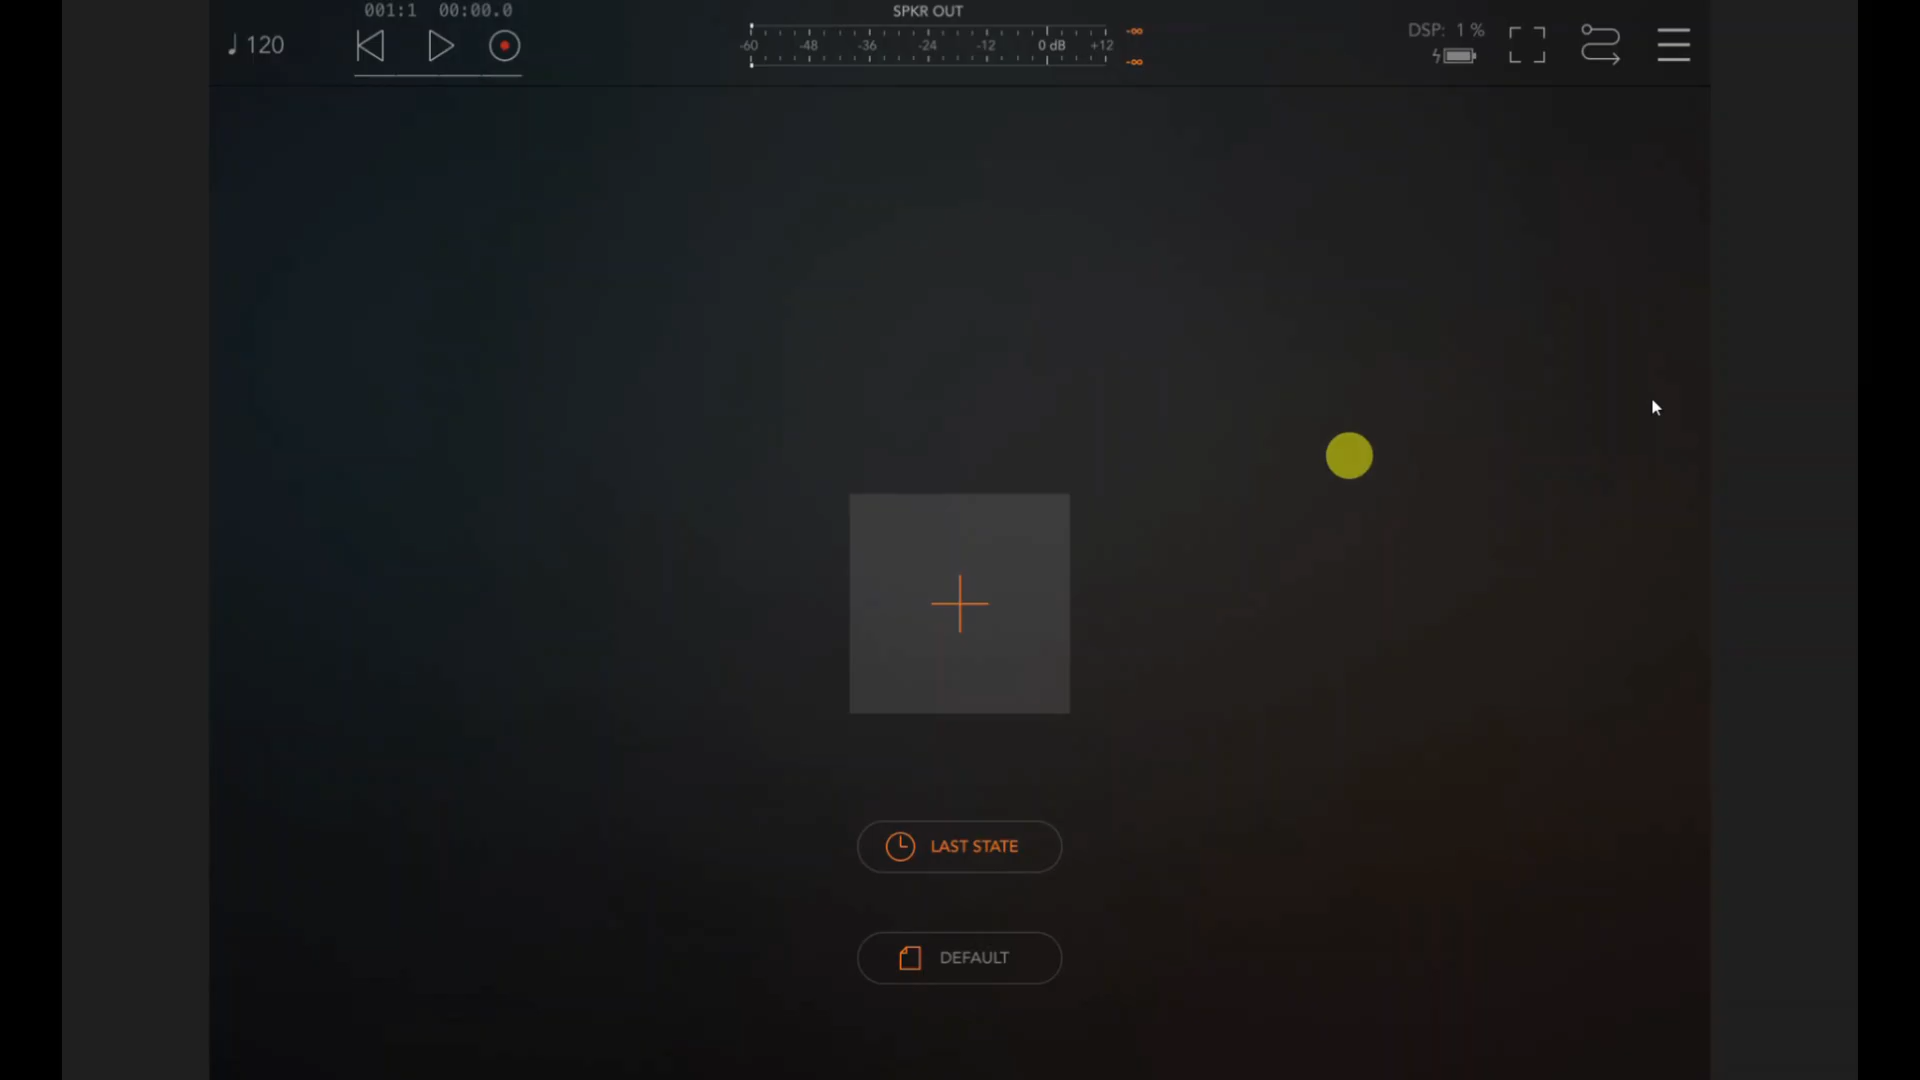 001:1 00:00.0
SPKR OUT
120
-60 -48 -36 -24 -12 0 dB +12
-∞
-∞
DSP: 1 %
LAST STATE
DEFAULT